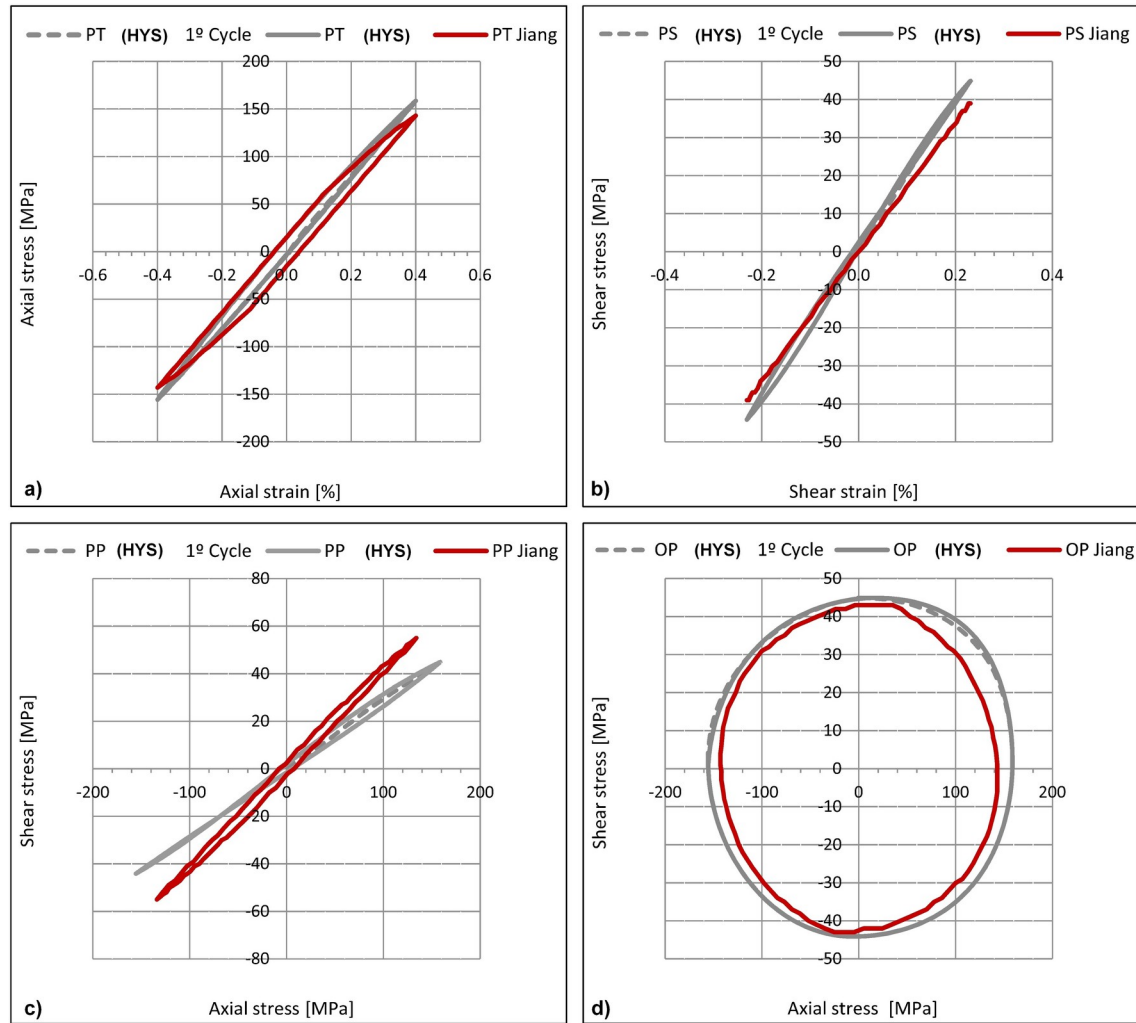 PT (HYS) 1º Cycle PT (HYS) PT Jiang
200
150
100
50
0
-0.6 -0.4 -0.2 0.0 0.2 0.4 0.6
-50
-100
-150
-200
Axial stress [MPa]
a) Axial strain [%]
PS (HYS) 1º Cycle PS (HYS) PS Jiang
50
40
30
20
10
0
-0.4 -0.2 0.0 0.2 0.4
-10
-20
-30
-40
-50
Shear stress [MPa]
b) Shear strain [%]
PP (HYS) 1º Cycle PP (HYS) PP Jiang
80
60
40
20
0
-200 -100 0 100 200
-20
-40
-60
-80
Shear stress [MPa]
c) Axial stress [MPa]
OP (HYS) 1º Cycle OP (HYS) OP Jiang
50
40
30
20
10
0
-200 -100 0 100 200
-10
-20
-30
-40
-50
Shear stress [MPa]
d) Axial stress [MPa]